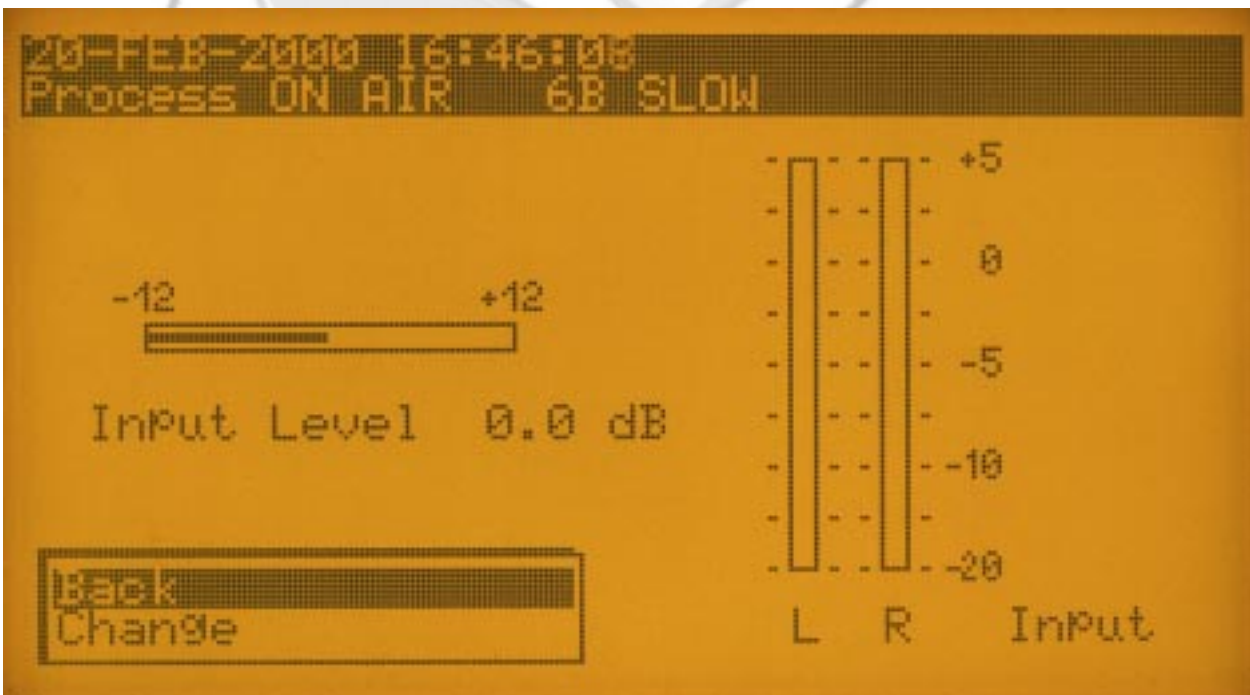 20-FEB-2000 16:46:08
Process ON AIR 6B SLOW
-12 +12
Input Level 0.0 dB
Back
Change
+5
0
-5
-10
-20
L R Input